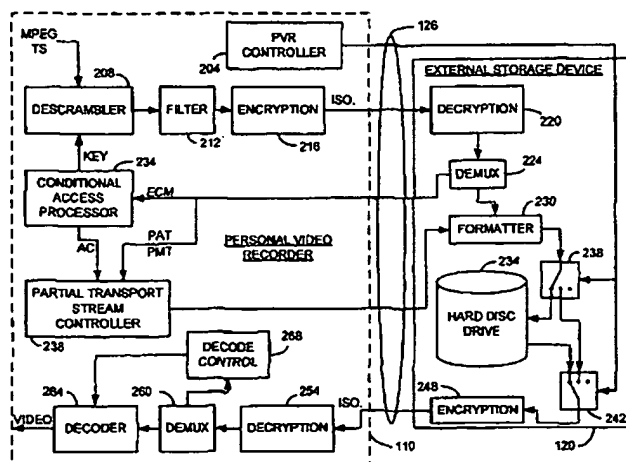 MPEG
TS
PVR
CONTROLLER
204
126
EXTERNAL STORAGE DEVICE
208
DESCRAMBLER
FILTER
212
ENCRYPTION
216
ISO.
DECRYPTION
220
KEY
234
CONDITIONAL
ACCESS
PROCESSOR
ECM
DEMUX
224
AC
PAT
PMT
PERSONAL VIDEO
RECORDER
FORMATTER
230
PARTIAL TRANSPORT
STREAM
CONTROLLER
238
234
HARD DISC
DRIVE
238
DECODE
CONTROL
268
264
DECODER
VIDEO
260
DEMUX
254
DECRYPTION
ISO.
248
ENCRYPTION
242
110
120